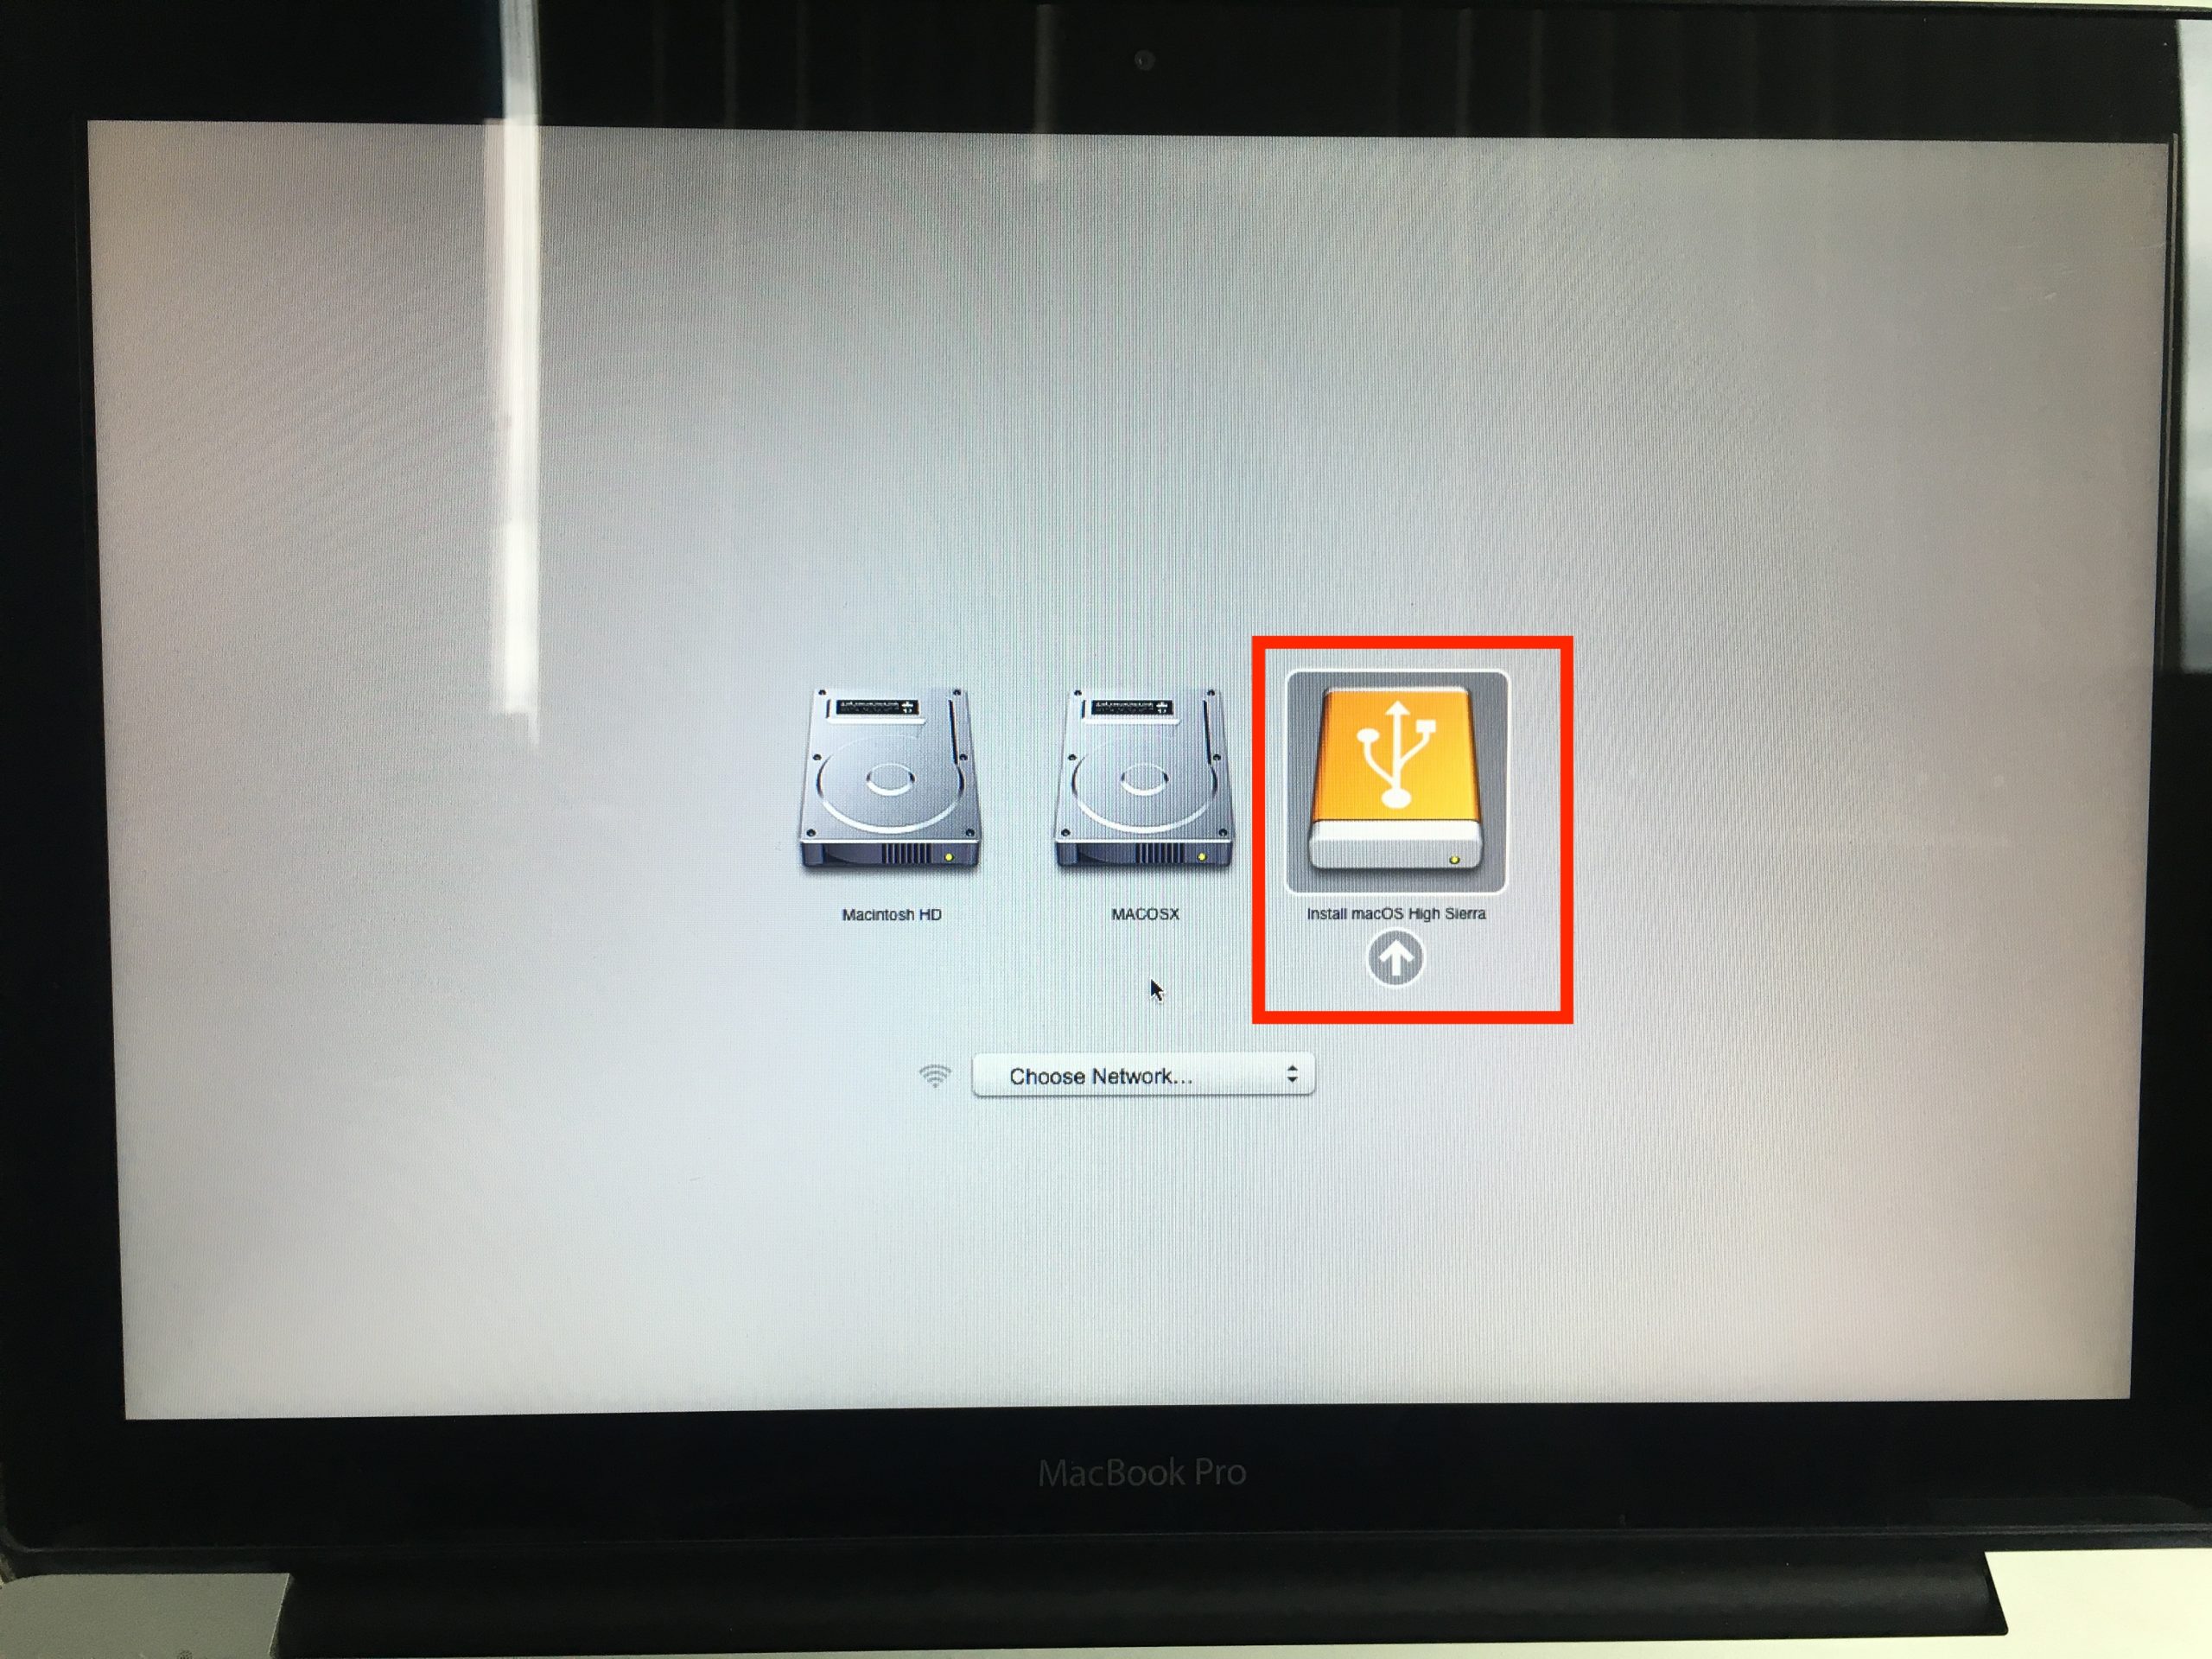 Macintosh HD
MACOSX
Install macOS High Sierra
Choose Network...
MacBook Pro